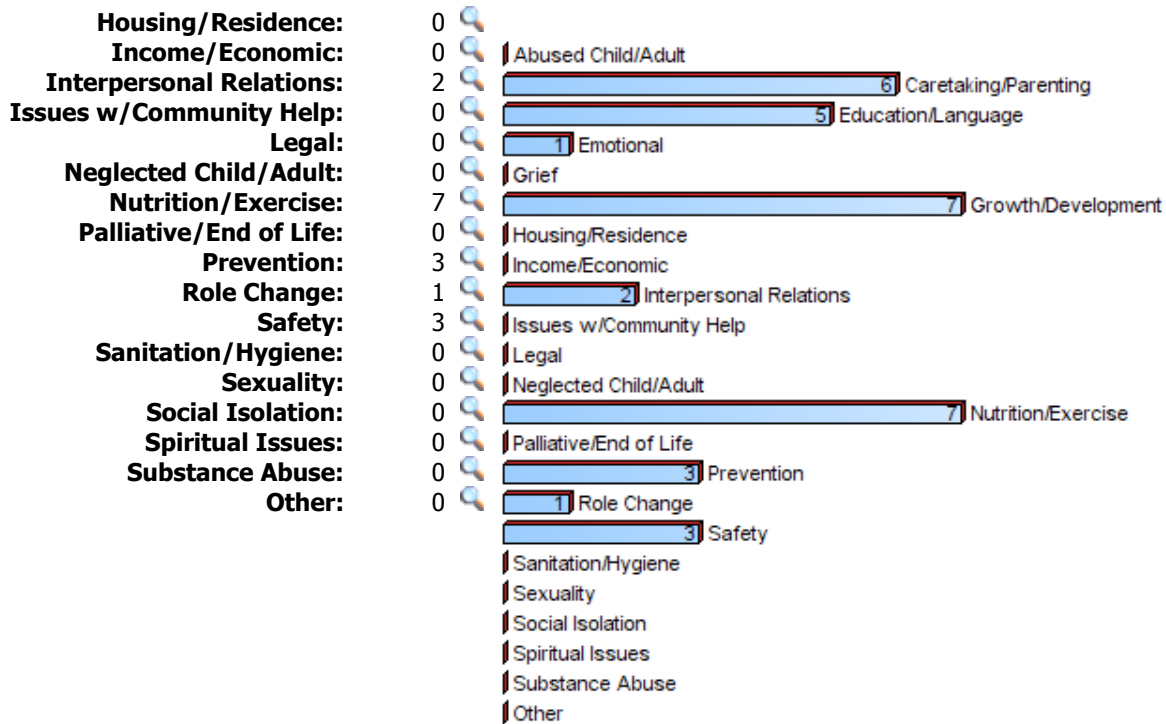 Housing/Residence: 0
Income/Economic: 0
Interpersonal Relations: 2
Issues w/Community Help: 0
Legal: 0
Neglected Child/Adult: 0
Nutrition/Exercise: 7
Palliative/End of Life: 0
Prevention: 3
Role Change: 1
Safety: 3
Sanitation/Hygiene: 0
Sexuality: 0
Social Isolation: 0
Spiritual Issues: 0
Substance Abuse: 0
Other: 0
Abused Child/Adult
6 Caretaking/Parenting
5 Education/Language
1 Emotional
Grief
7 Growth/Development
Housing/Residence
Income/Economic
2 Interpersonal Relations
Issues w/Community Help
Legal
Neglected Child/Adult
7 Nutrition/Exercise
Palliative/End of Life
3 Prevention
1 Role Change
3 Safety
Sanitation/Hygiene
Sexuality
Social Isolation
Spiritual Issues
Substance Abuse
Other